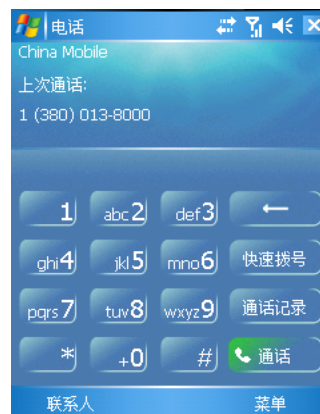 电话
China Mobile
上次通话:
1 (380) 013-8000
1 abc2 def3 ←
ghi4 jkl5 mno6 快速拨号
pqrs7 tuv8 wxyz9 通话记录
* +0 # 通话
联系人 菜单